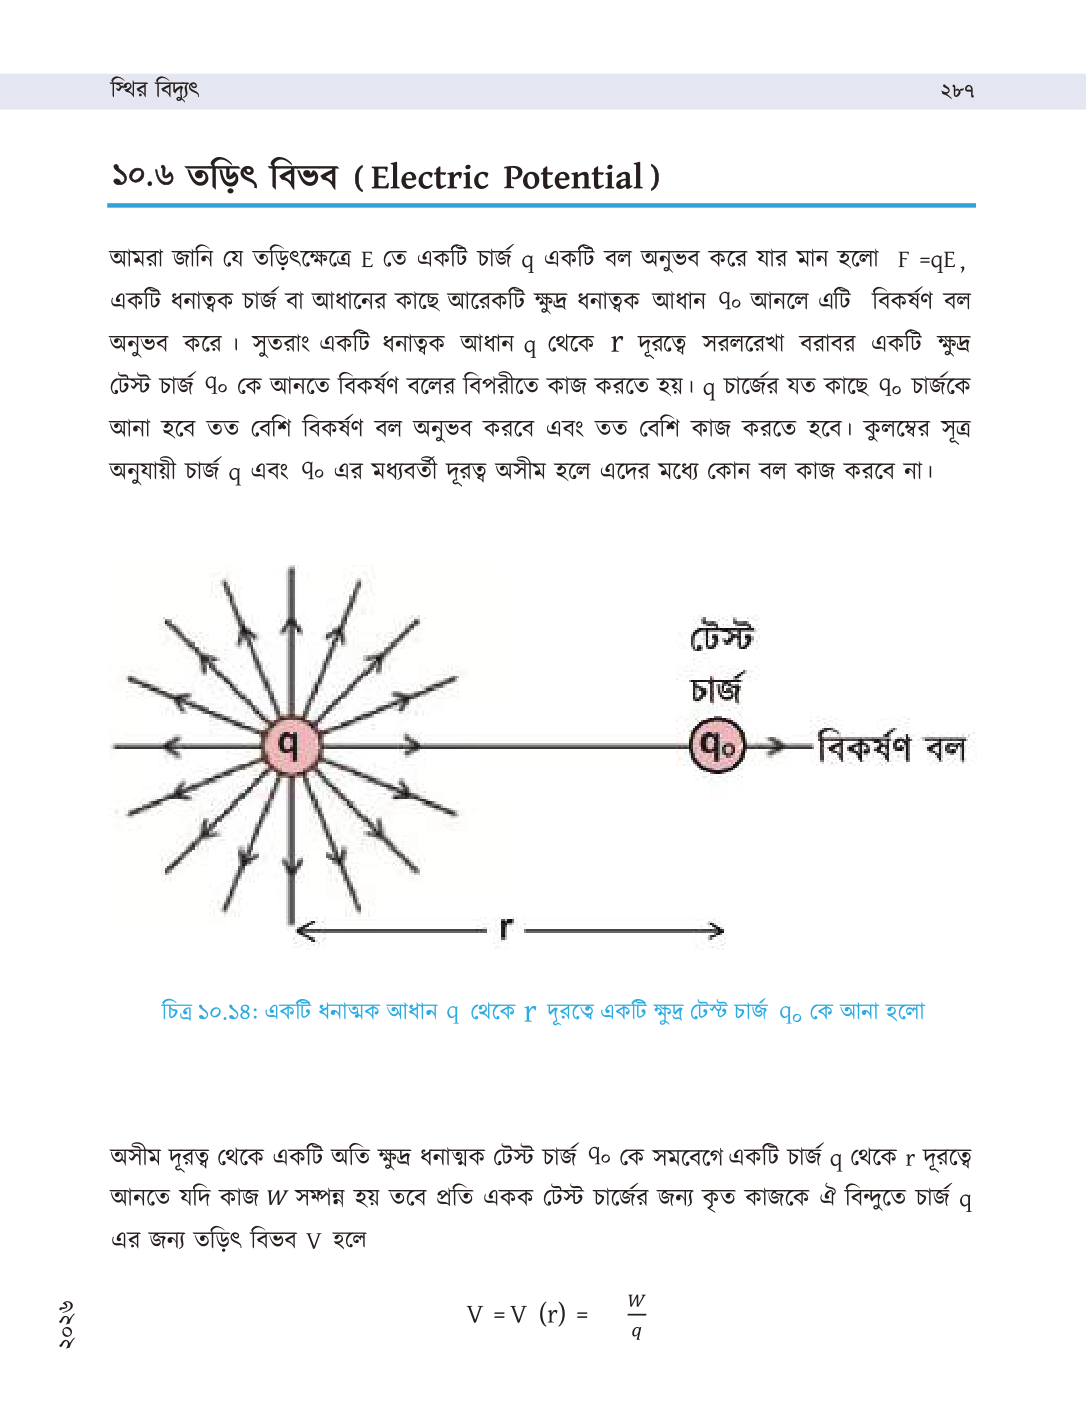 স্থির বিদ্যুৎ ২৮৭
১০.৬ তড়িৎ বিভব ( Electric Potential )
আমরা জানি যে তড়িৎক্ষেত্রে E তে একটি চার্জ q একটি বল অনুভব করে যার মান হলো F =qE ,
একটি ধনাত্বক চার্জ বা আধানের কাছে আরেকটি ক্ষুদ্র ধনাত্বক আধান q₀ আনলে এটি বিকর্ষণ বল
অনুভব করে । সুতরাং একটি ধনাত্বক আধান q থেকে r দূরত্বে সরলরেখা বরাবর একটি ক্ষুদ্র
টেস্ট চার্জ q₀ কে আনতে বিকর্ষণ বলের বিপরীতে কাজ করতে হয়। q চার্জের যত কাছে q₀ চার্জকে
আনা হবে তত বেশি বিকর্ষণ বল অনুভব করবে এবং তত বেশি কাজ করতে হবে। কুলম্বের সূত্র
অনুযায়ী চার্জ q এবং q₀ এর মধ্যবর্তী দূরত্ব অসীম হলে এদের মধ্যে কোন বল কাজ করবে না।
টেস্ট
চার্জ
q q₀ বিকর্ষণ বল
r
চিত্র ১০.১৪: একটি ধনাত্মক আধান q থেকে r দূরত্বে একটি ক্ষুদ্র টেস্ট চার্জ q₀ কে আনা হলো
অসীম দূরত্ব থেকে একটি অতি ক্ষুদ্র ধনাত্মক টেস্ট চার্জ q₀ কে সমবেগে একটি চার্জ q থেকে r দূরত্বে
আনতে যদি কাজ W সম্পন্ন হয় তবে প্রতি একক টেস্ট চার্জের জন্য কৃত কাজকে ঐ বিন্দুতে চার্জ q
এর জন্য তড়িৎ বিভব V হলে
V = V (r) = W/q
২০২৬